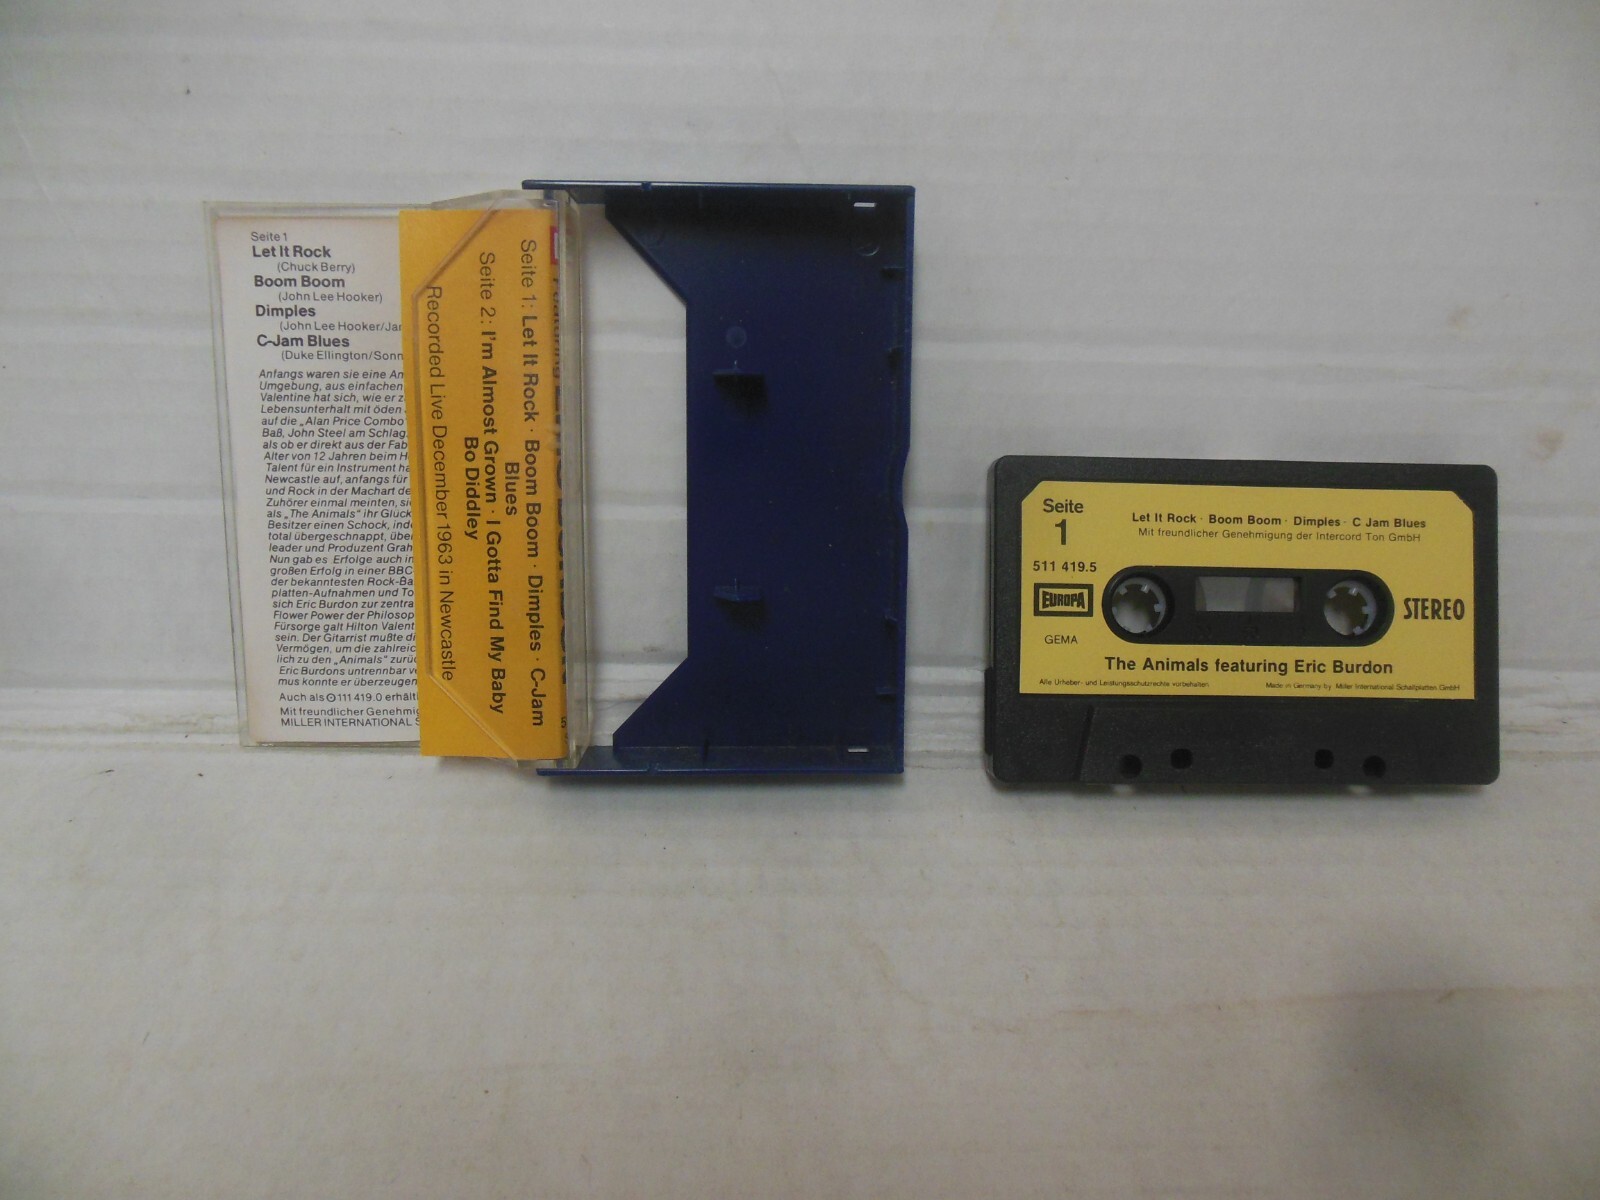 Seite 1
Let It Rock
(Chuck Berry)
Boom Boom
(John Lee Hooker)
Dimples
(John Lee Hooker/Jar
C-Jam Blues
(Duke Ellington/Sonn
Anfangs waren sie eine An
Umgebung, aus einfachen
Valentine hat sich, wie er z
Lebensunterhalt mit öden
auf die „Alan Price Combo
Baß, John Steel am Schlag
als ob er direkt aus der Fab
Alter von 12 Jahren beim H
Talent für ein Instrument ha
Newcastle auf, anfangs für
und Rock in der Machart de
Zuhörer einmal meinten, si
als „The Animals“ ihr Glück
Besitzer einen Schock, ind
total übergeschnappt, übe
leader und Produzent Grah
Nun gab es Erfolge auch in
großen Erfolg in einer BBC
der bekanntesten Rock-Ba
platten-Aufnahmen und To
sich Eric Burdon zur zentra
Flower Power der Philosop
Fürsorge galt Hilton Valent
sein. Der Gitarrist mußte di
Vermögen, um die zahlreic
lich zu den „Animals“ zurüc
Eric Burdons untrennbar v
mus konnte er überzeugen
Auch als 111 419.0 erhält
Mit freundlicher Genehmig
MILLER INTERNATIONAL S
Seite 1: Let It Rock · Boom Boom · Dimples · C-Jam
Blues
Seite 2: I'm Almost Grown · I Gotta Find My Baby
Bo Diddley
Recorded Live December 1963 in Newcastle
Seite
1
Let It Rock · Boom Boom · Dimples · C Jam Blues
Mit freundlicher Genehmigung der Intercord Ton GmbH
511 419.5
EUROPA
STEREO
GEMA
The Animals featuring Eric Burdon
Alle Urheber- und Leistungsschutzrechte vorbehalten
Made in Germany by Miller International Schallplatten GmbH